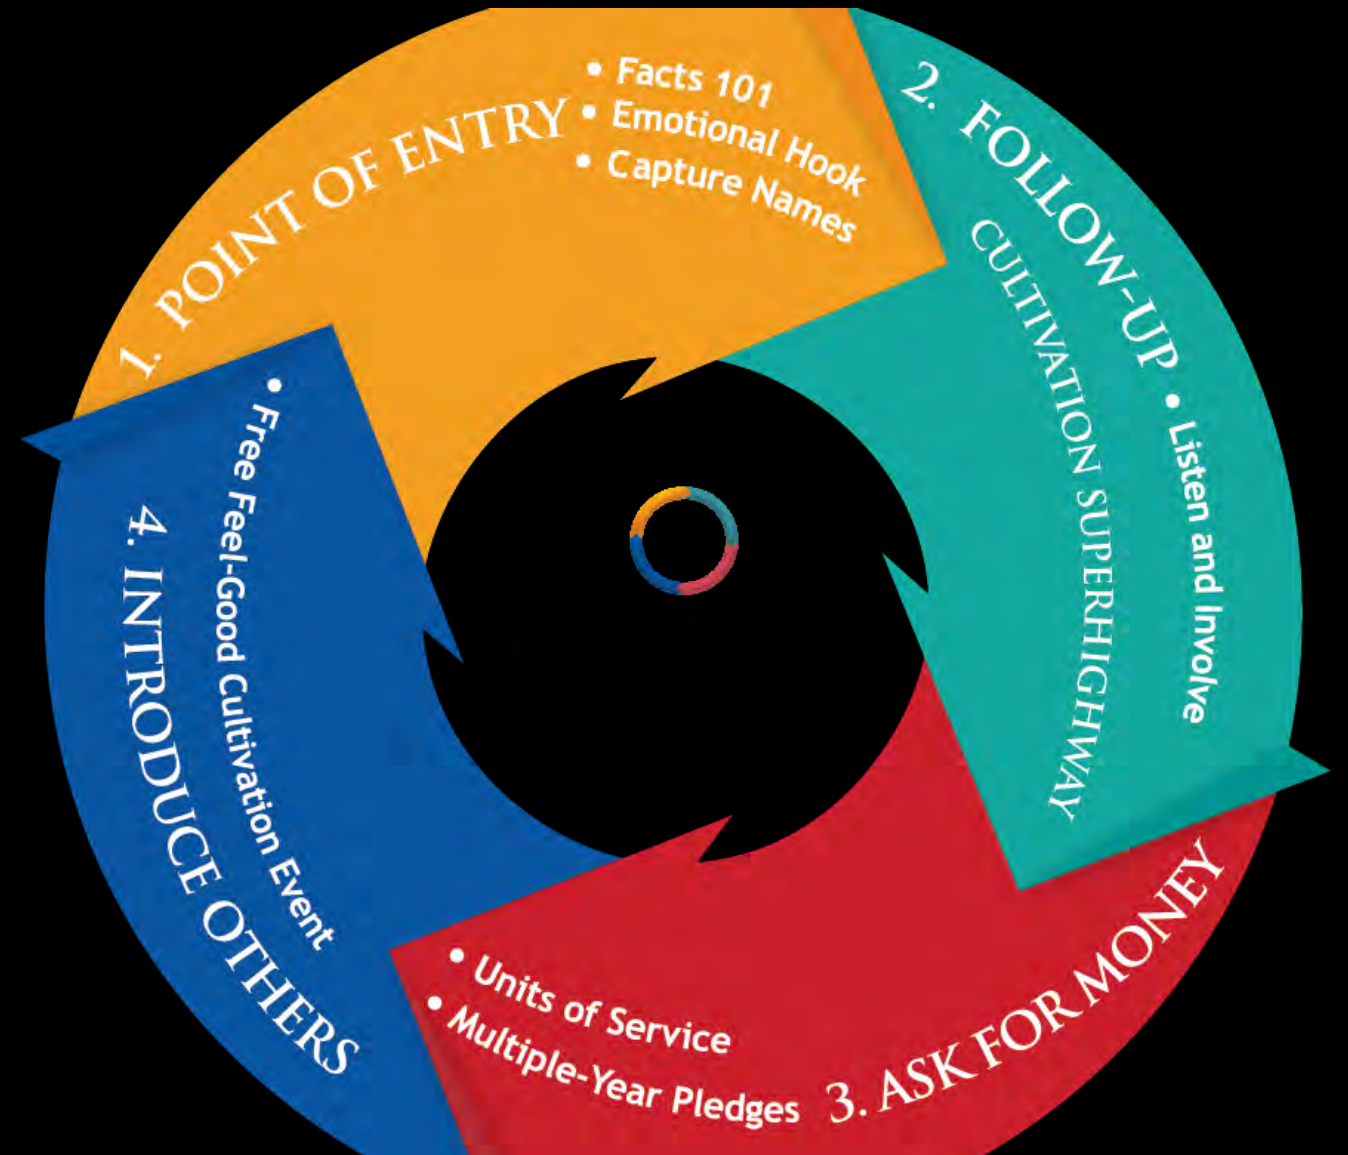 1. POINT OF ENTRY
• Facts 101
• Emotional Hook
• Capture Names
2. FOLLOW-UP
CULTIVATION SUPERHIGHWAY
• Listen and Involve
3. ASK FOR MONEY
• Units of Service
• Multiple-Year Pledges
4. INTRODUCE OTHERS
• Free Feel-Good Cultivation Event